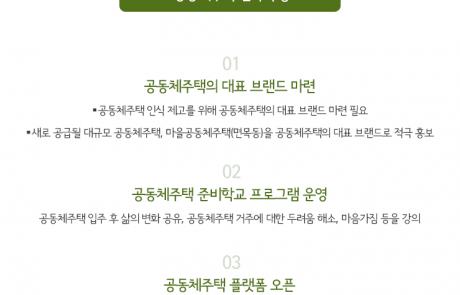 01
공동체주택의 대표 브랜드 마련
▪공동체주택 인식 제고를 위해 공동체주택의 대표 브랜드 마련 필요
▪새로 공급될 대규모 공동체주택, 마을공동체주택(면목동)을 공동체주택의 대표 브랜드로 적극 홍보
02
공동체주택 준비학교 프로그램 운영
공동체주택 입주 후 삶의 변화 공유, 공동체주택 거주에 대한 두려움 해소, 마음가짐 등을 강의
03
공동체주택 플랫폼 오픈